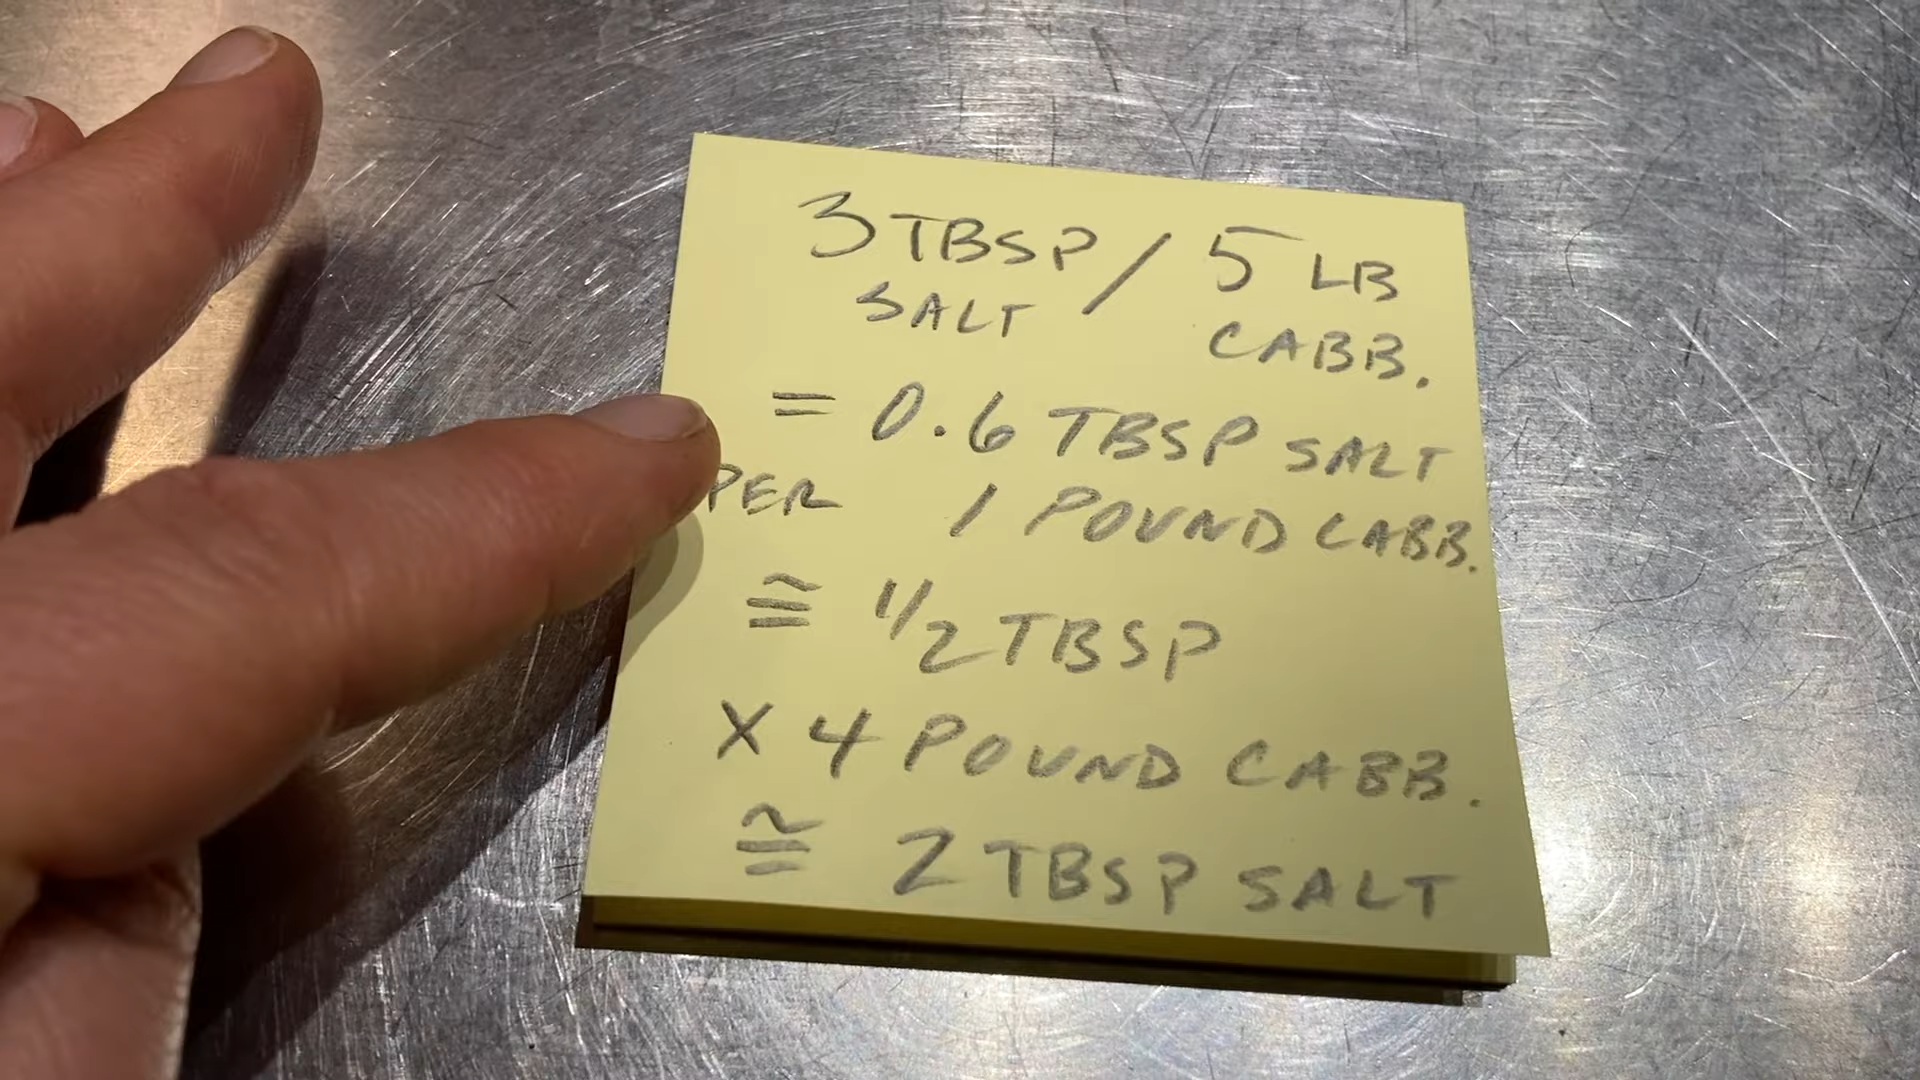 3 TBSP / 5 LB
SALT CABB.
= 0.6 TBSP SALT
PER 1 POUND CABB.
≅ 1/2 TBSP
× 4 POUND CABB.
≅ 2 TBSP SALT